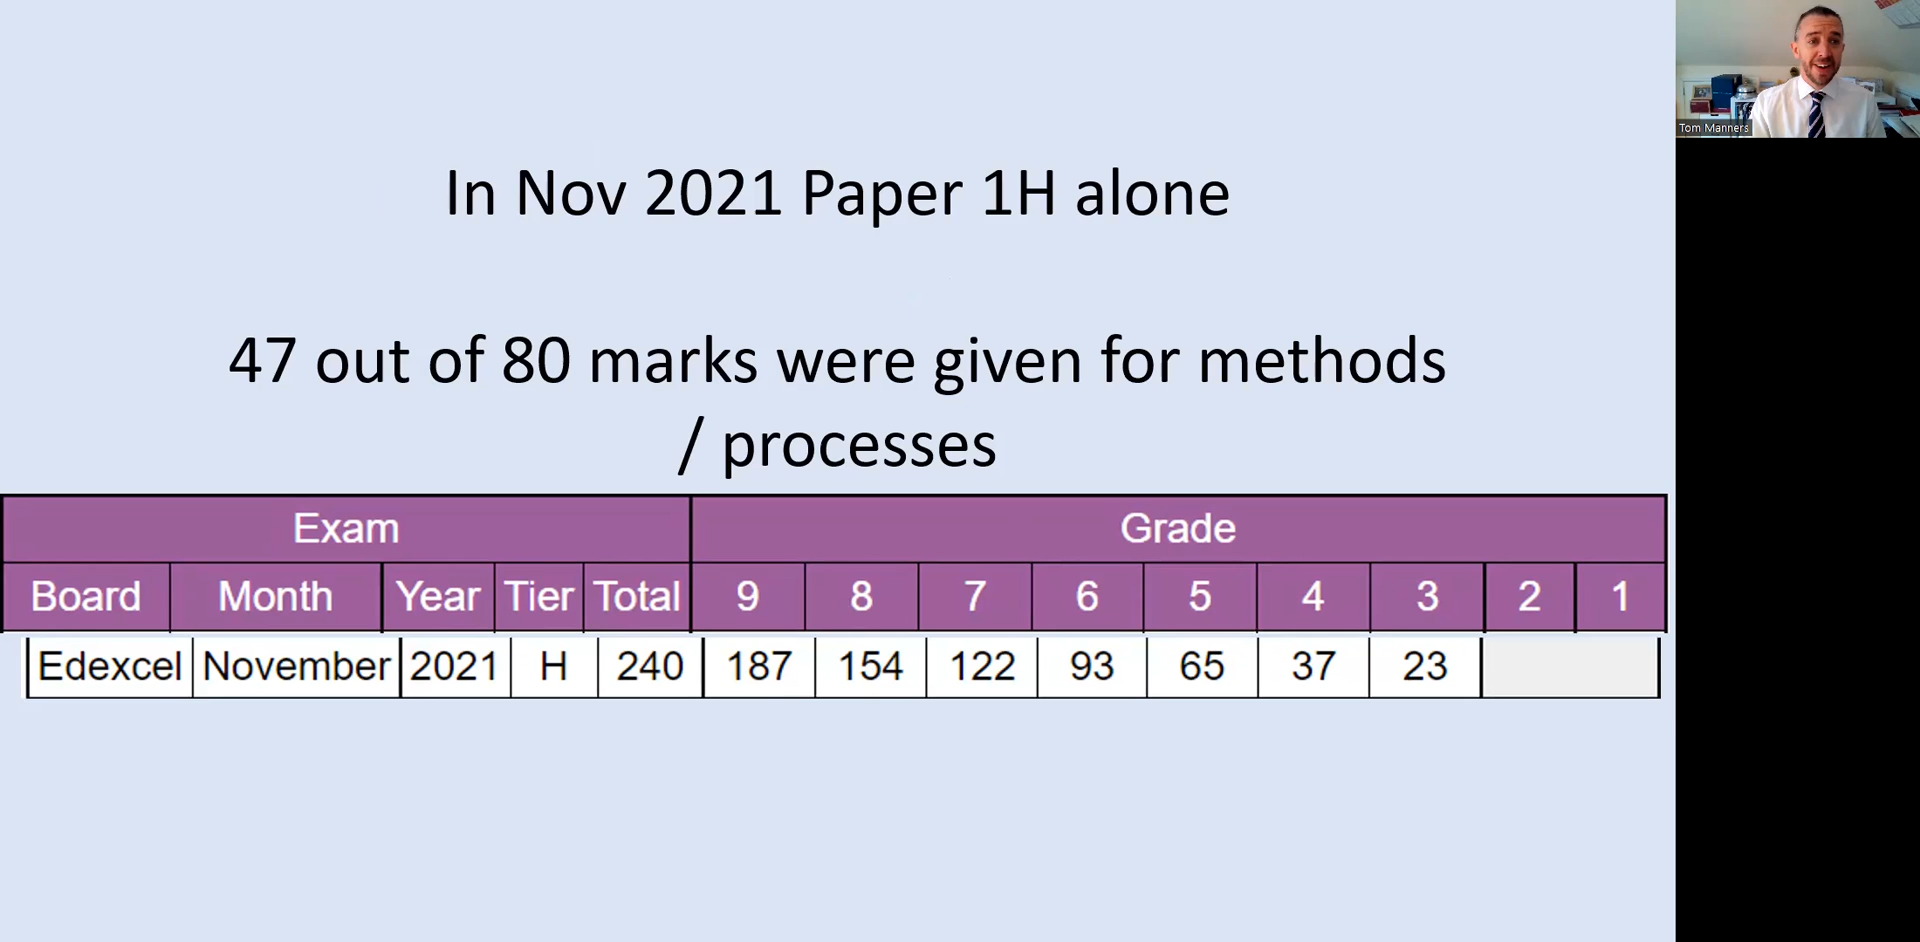 In Nov 2021 Paper 1H alone
47 out of 80 marks were given for methods
/ processes
Exam Grade
Board Month Year Tier Total 9 8 7 6 5 4 3 2 1
Edexcel November 2021 H 240 187 154 122 93 65 37 23
Tom Manners